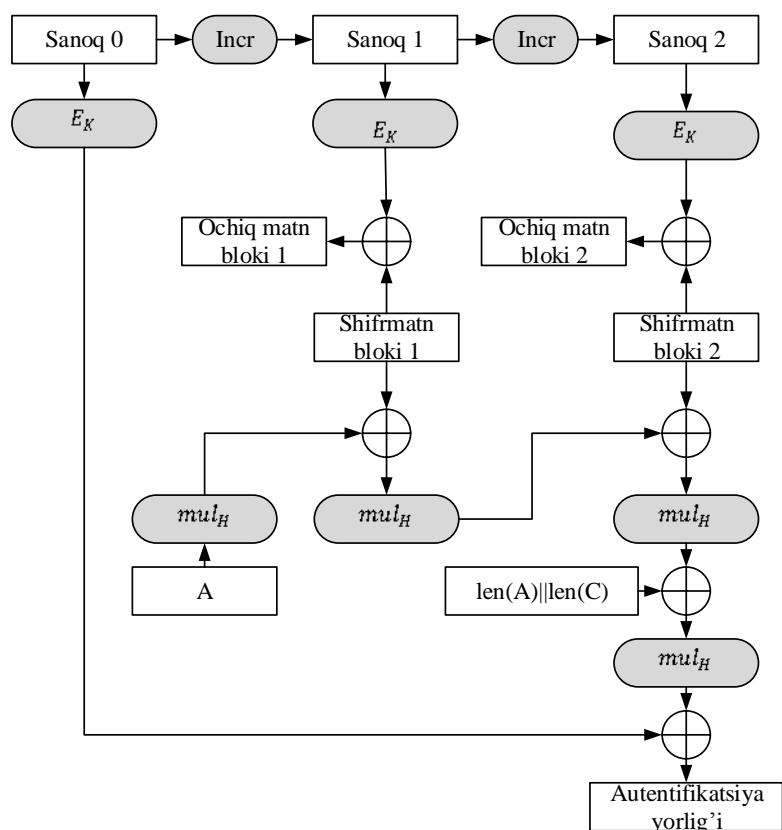 Sanoq 0
Incr
Sanoq 1
Incr
Sanoq 2
E_K
E_K
E_K
Ochiq matn
bloki 1
Ochiq matn
bloki 2
Shifrmatn
bloki 1
Shifrmatn
bloki 2
mul_H
mul_H
mul_H
A
len(A)||len(C)
mul_H
Autentifikatsiya
yorlig’i